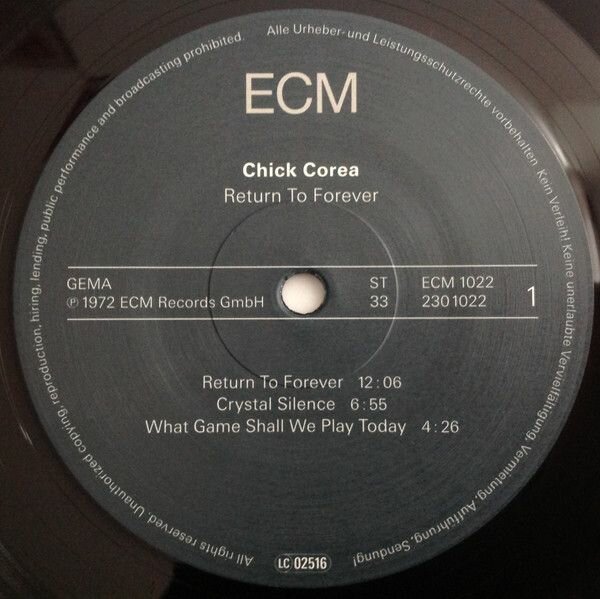 ECM
Chick Corea
Return To Forever
GEMA ST ECM 1022
℗ 1972 ECM Records GmbH 33 2301022 1
Return To Forever 12:06
Crystal Silence 6:55
What Game Shall We Play Today 4:26
LC 02516
All rights reserved. Unauthorized copying, reproduction, hiring, lending, public performance and broadcasting prohibited.
Alle Urheber- und Leistungsschutzrechte vorbehalten. Kein Verleih! Keine unerlaubte Vervielfältigung, Vermietung, Aufführung, Sendung!